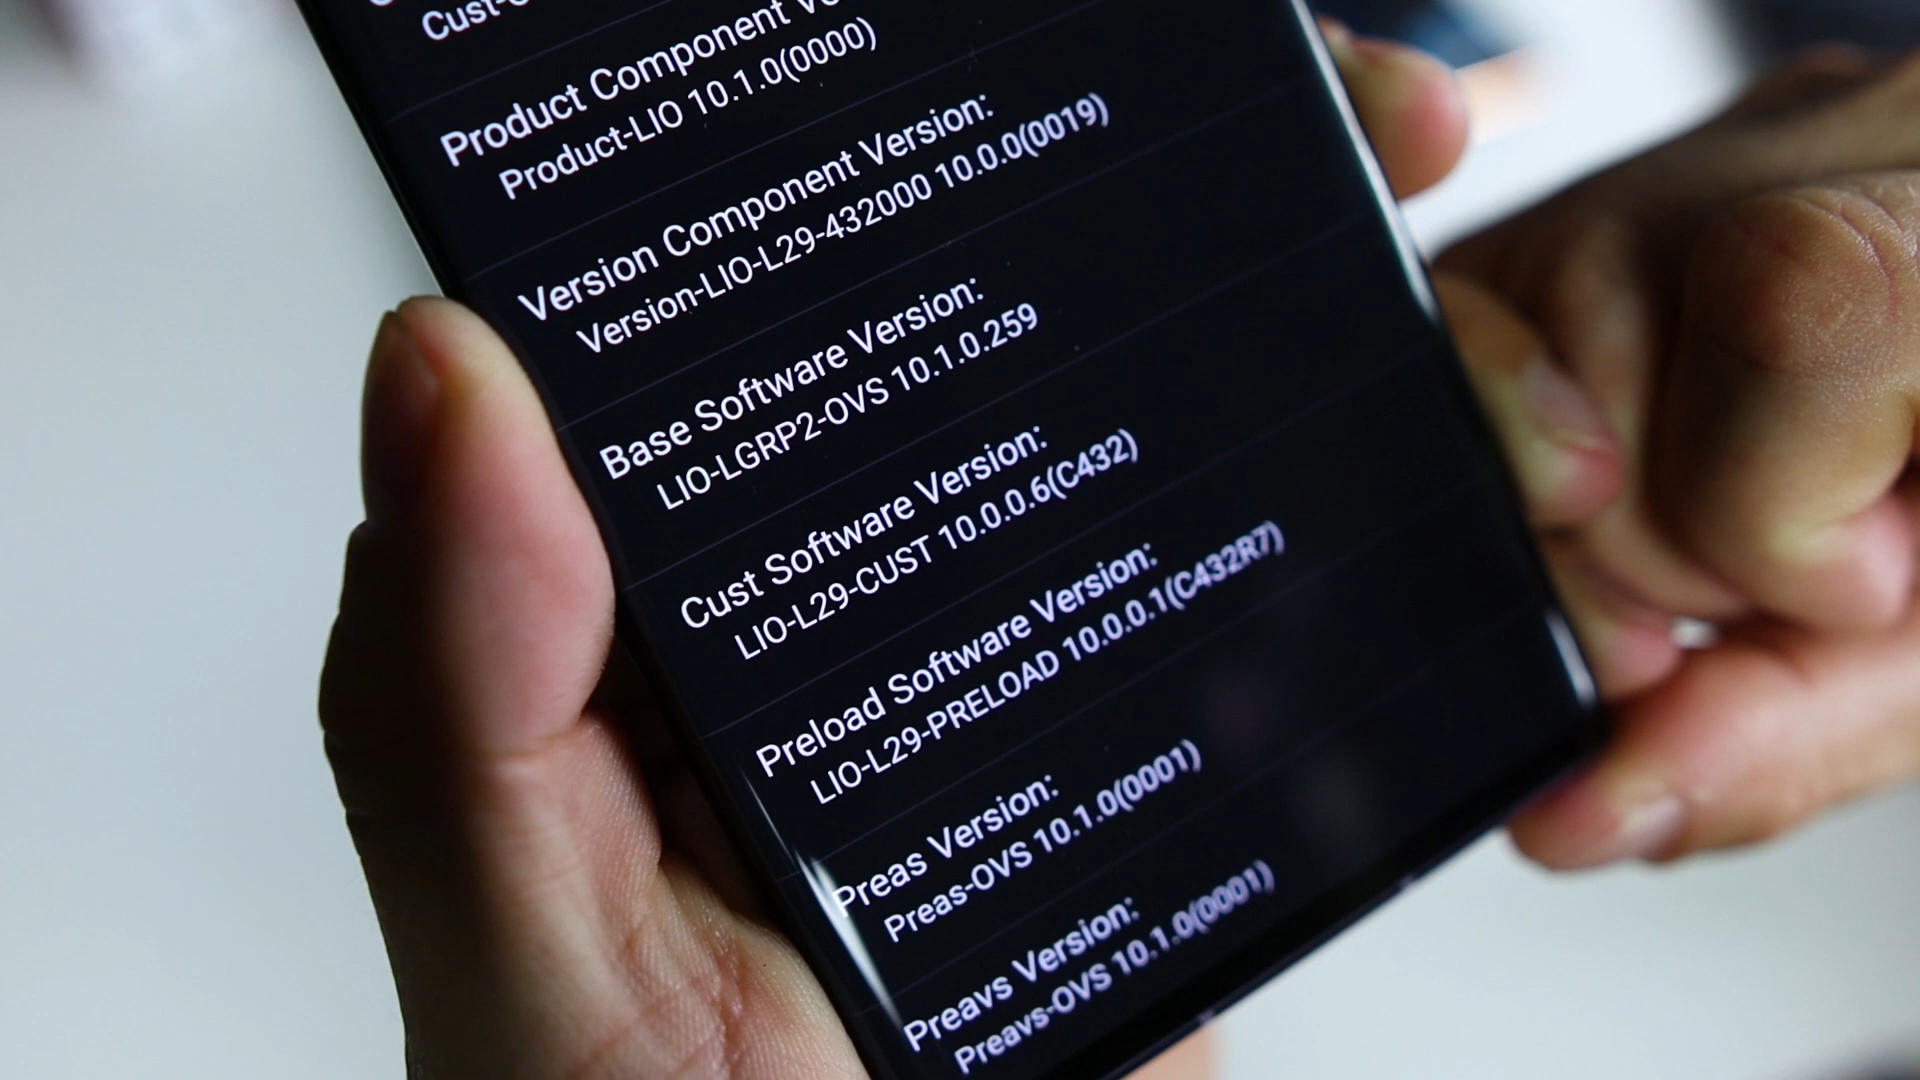 Cust-
Product Component
Product-LIO 10.1.0(0000)
Version Component Version:
Version-LIO-L29-432000 10.0.0(0019)
Base Software Version:
LIO-LGRP2-OVS 10.1.0.259
Cust Software Version:
LIO-L29-CUST 10.0.0.6(C432)
Preload Software Version:
LIO-L29-PRELOAD 10.0.0.1(C432R7)
Preas Version:
Preas-OVS 10.1.0(0001)
Preavs Version:
Preavs-OVS 10.1.0(0001)